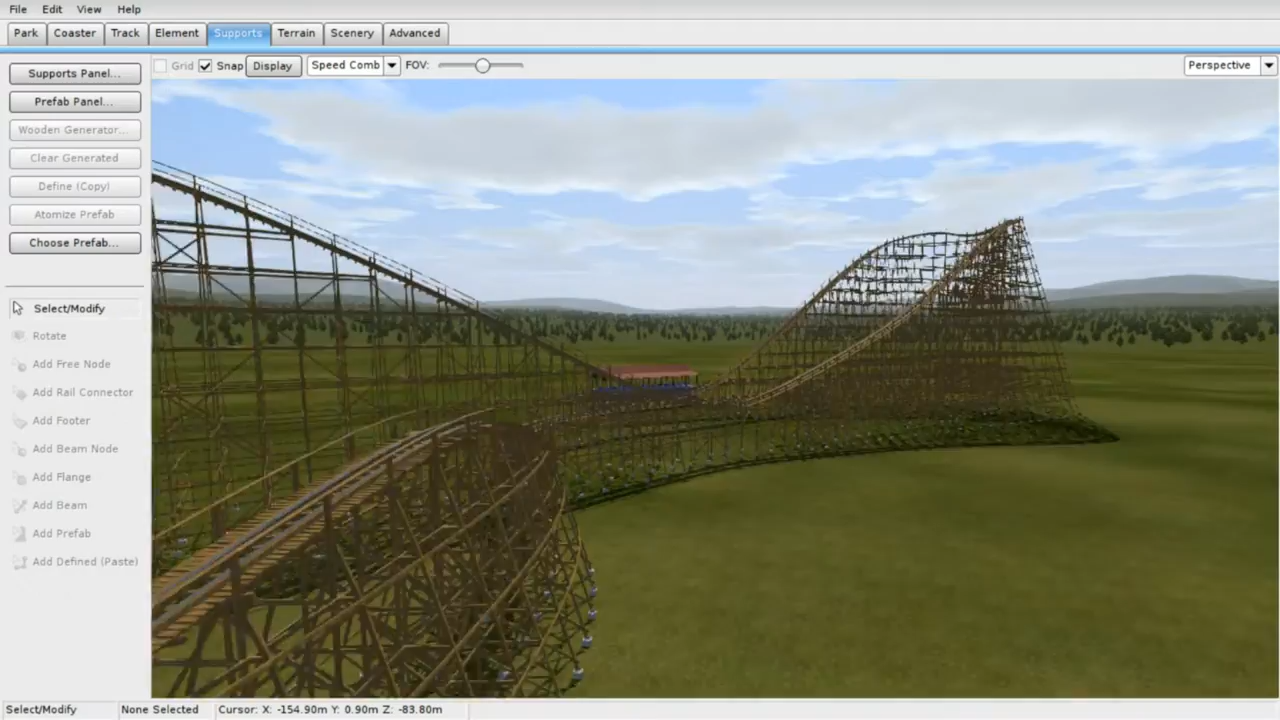 File Edit View Help
Park Coaster Track Element Supports Terrain Scenery Advanced
Grid Snap Display Speed Comb FOV: Perspective
Supports Panel...
Prefab Panel...
Wooden Generator...
Clear Generated
Define (Copy)
Atomize Prefab
Choose Prefab...
Select/Modify
Rotate
Add Free Node
Add Rail Connector
Add Footer
Add Beam Node
Add Flange
Add Beam
Add Prefab
Add Defined (Paste)
Select/Modify None Selected Cursor: X: -154.90m Y: 0.90m Z: -83.80m